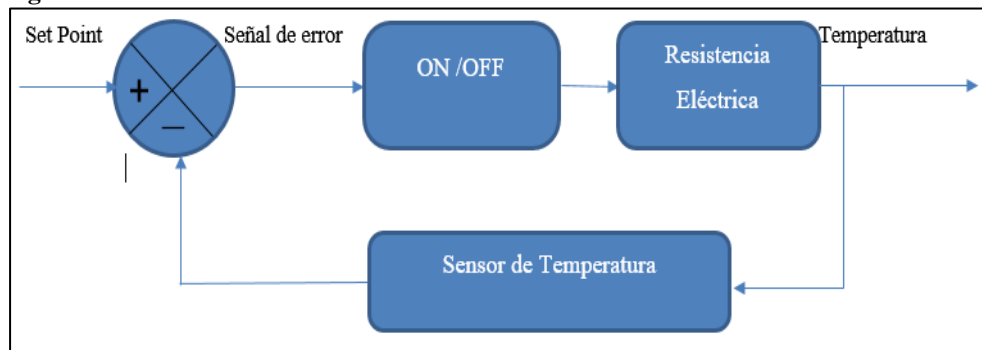 Set Point
Señal de error
ON /OFF
Resistencia
Eléctrica
Temperatura
+
−
Sensor de Temperatura